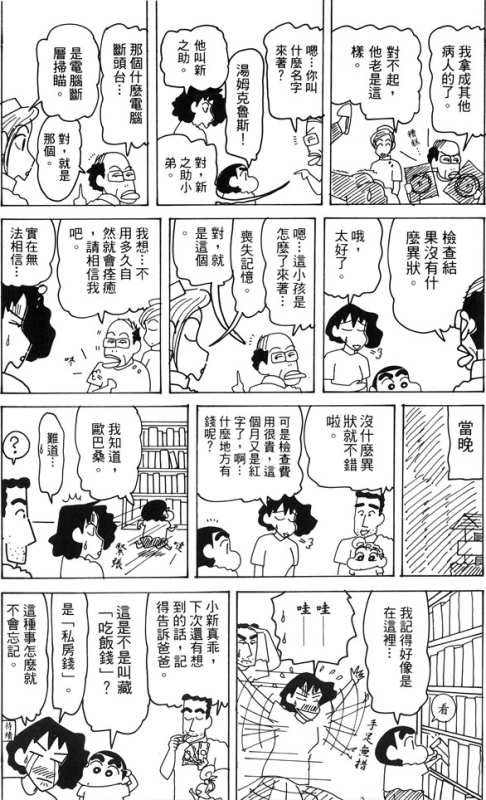 我拿成其他
病人的了。
對不起，
他老是這
樣。
嗯…你叫
什麼名字
來著？
湯姆克魯斯！
他叫新
之助。
對，新
之助小
弟。
那個什麼電腦
斷頭台…
是電腦斷
層掃瞄。
對，就是
那個。
檢查結
果沒有什
麼異狀。
哦，
太好了。
嗯…這小孩是
怎麼了來著。
喪失記憶。
對，就
是這個
。
我想…不
用多久自
然就會痊癒
，請相信我
吧。
實在無
法相信…
當晚
沒什麼異
狀就不錯
啦。
可是檢查費
用很貴，這
個月又是紅
字了，啊…
什麼地方有
錢呢？
我知道，
歐巴桑。
緊張
難道…
？
我記得好像是
在這裡…
看
哇
哇
手足無措
小新真乖，
下次還有想
到的話，記
得告訴爸爸。
這是不是叫藏
「吃飯錢」？
是「私房錢」。
這種事怎麼就
不會忘記。
待續